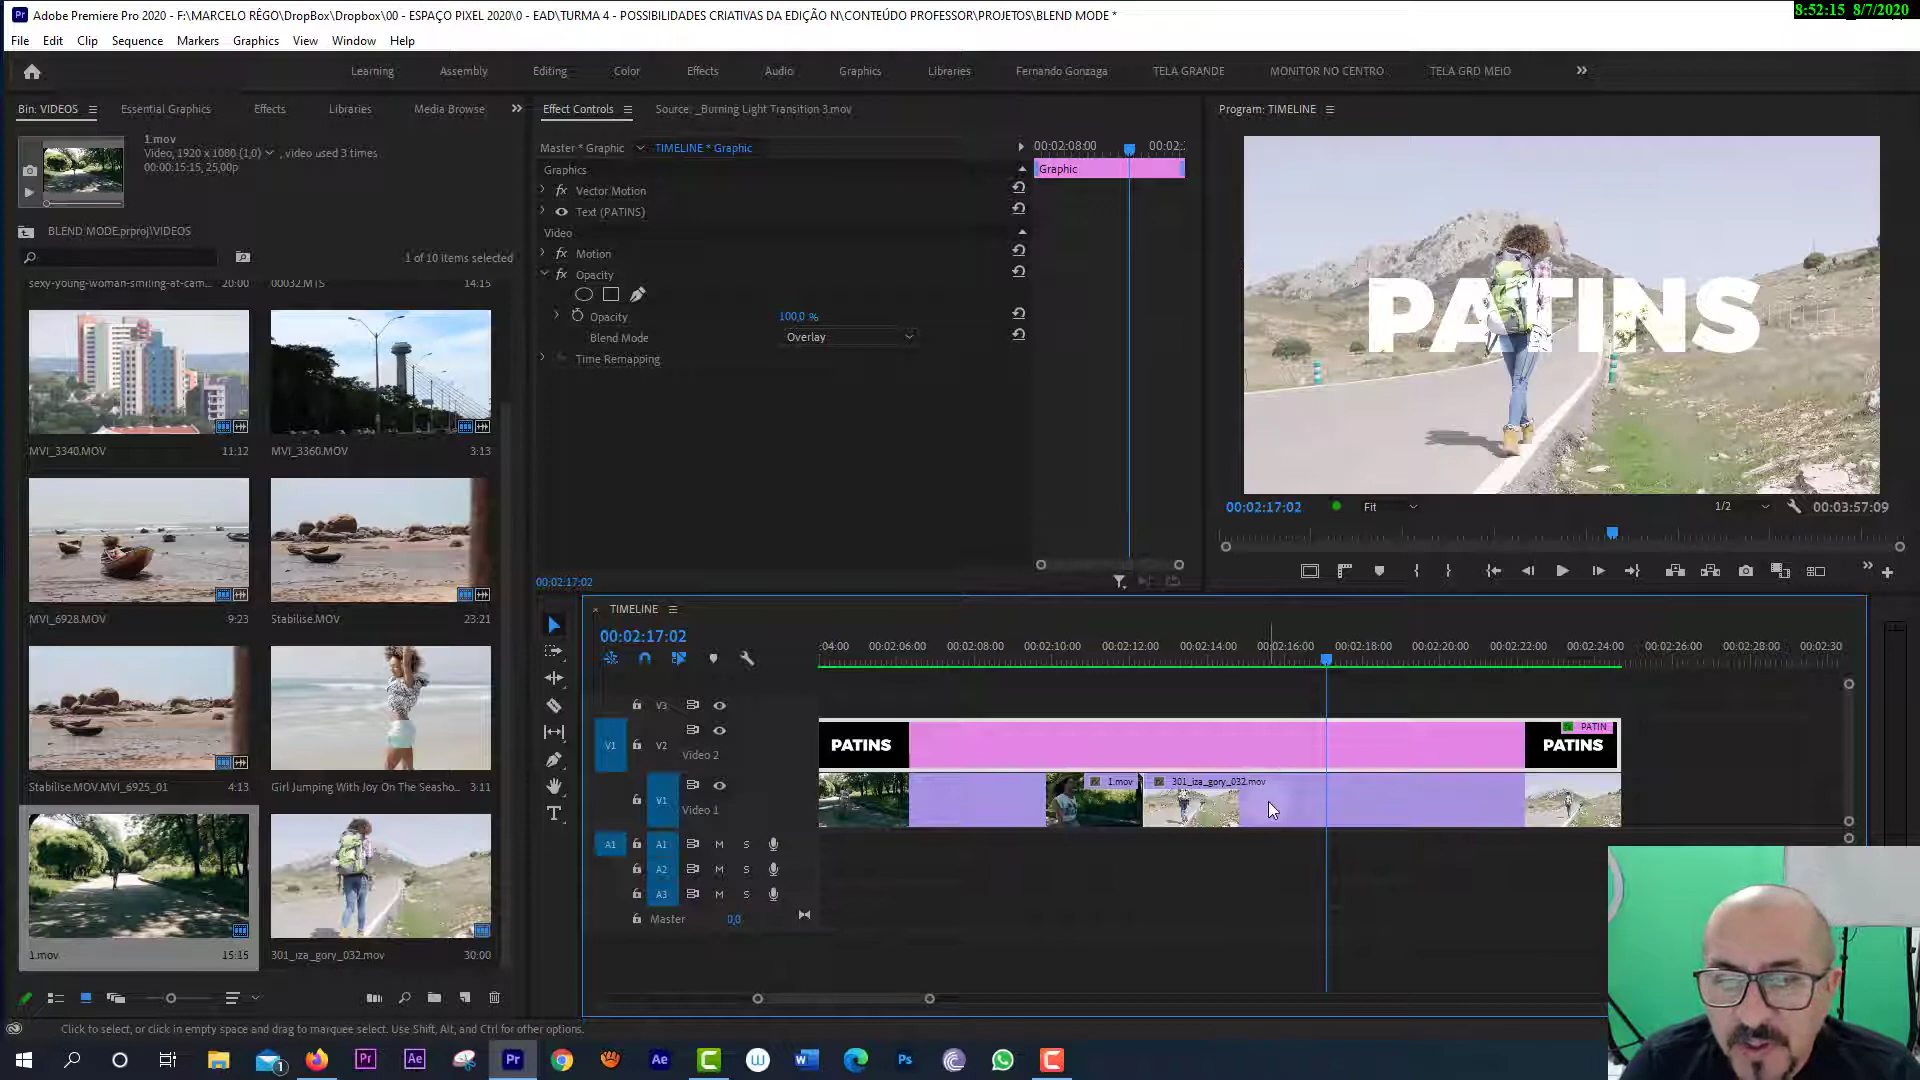 Adobe Premiere Pro 2020 - F:\MARCELO RÊGO\DropBox\Dropbox\00 - ESPAÇO PIXEL 2020\0 - EAD\TURMA 4 - POSSIBILIDADES CRIATIVAS DA EDIÇÃO N\CONTEÚDO PROFESSOR\PROJETOS\BLEND MODE *
8:52:15 8/7/2020
File Edit Clip Sequence Markers Graphics View Window Help
Learning Assembly Editing Color Effects Audio Graphics Libraries Fernando Gonzaga TELA GRANDE MONITOR NO CENTRO TELA GRD MEIO
Bin: VIDEOS Essential Graphics Effects Libraries Media Browse
Effect Controls Source: _Burning Light Transition 3.mov
Program: TIMELINE
1.mov
Video, 1920 x 1080 (1,0) , video used 3 times
00:00:15:15, 25,00p
Master * Graphic TIMELINE * Graphic
00:02:08:00 00:02:
Graphics
Graphic
fx Vector Motion
Text (PATINS)
Video
fx Motion
fx Opacity
Opacity 100,0 %
Blend Mode Overlay
Time Remapping
00:02:17:02
BLEND MODE.prproj\VIDEOS
1 of 10 items selected
sexy-young-woman-smiling-at-cam... 20:00
00032.MTS 14:15
MVI_3340.MOV 11:12
MVI_3360.MOV 3:13
MVI_6928.MOV 9:23
Stabilise.MOV 23:21
Stabilise.MOV.MVI_6925_01 4:13
Girl Jumping With Joy On The Seasho... 3:11
1.mov 15:15
301_iza_gory_032.mov 30:00
PATINS
00:02:17:02 Fit 1/2 00:03:57:09
TIMELINE
00:02:17:02
:04:00 00:02:06:00 00:02:08:00 00:02:10:00 00:02:12:00 00:02:14:00 00:02:16:00 00:02:18:00 00:02:20:00 00:02:22:00 00:02:24:00 00:02:26:00 00:02:28:00 00:02:30
V3
V1 V2
Video 2
PATINS
PATIN
PATINS
V1
Video 1
1.mov
301_iza_gory_032.mov
A1 A1 M S
A2 M S
A3 M S
Master 0,0
Click to select, or click in empty space and drag to marquee select. Use Shift, Alt, and Ctrl for other options.
1 Pr Ae Pr Ae W Ps